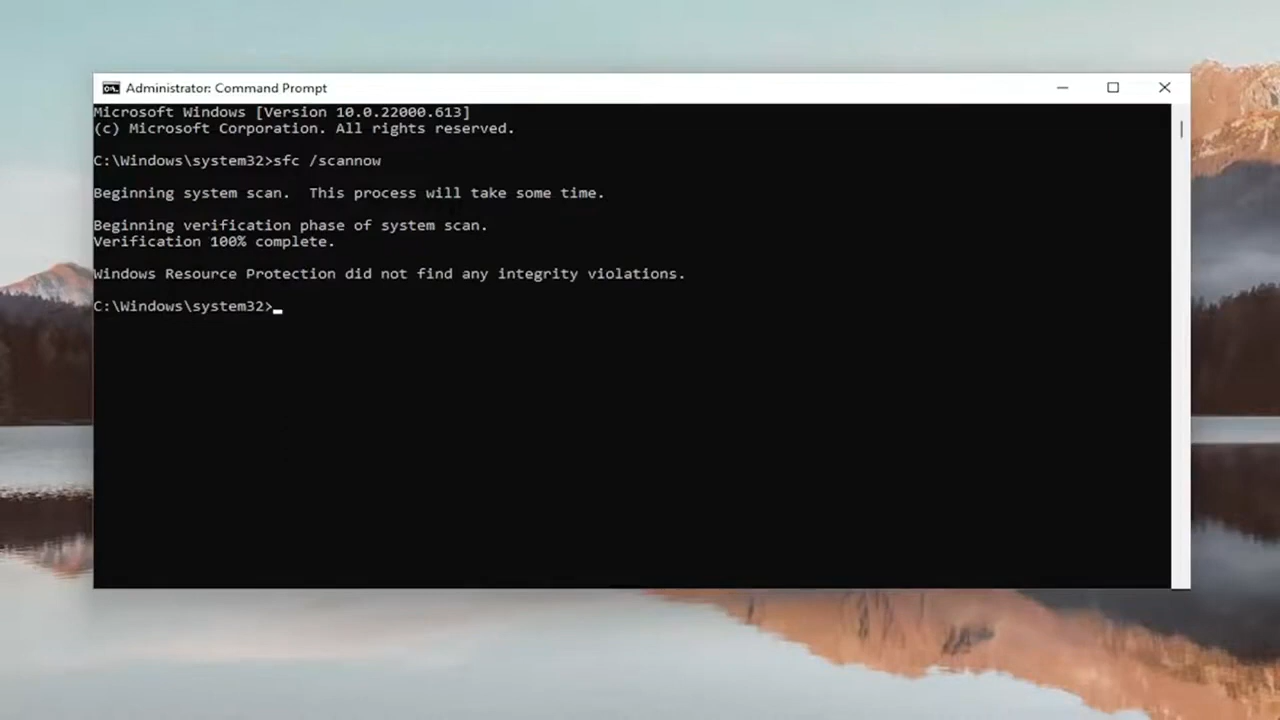 Administrator: Command Prompt
Microsoft Windows [Version 10.0.22000.613]
(c) Microsoft Corporation. All rights reserved.
C:\Windows\system32>sfc /scannow
Beginning system scan.  This process will take some time.
Beginning verification phase of system scan.
Verification 100% complete.
Windows Resource Protection did not find any integrity violations.
C:\Windows\system32>